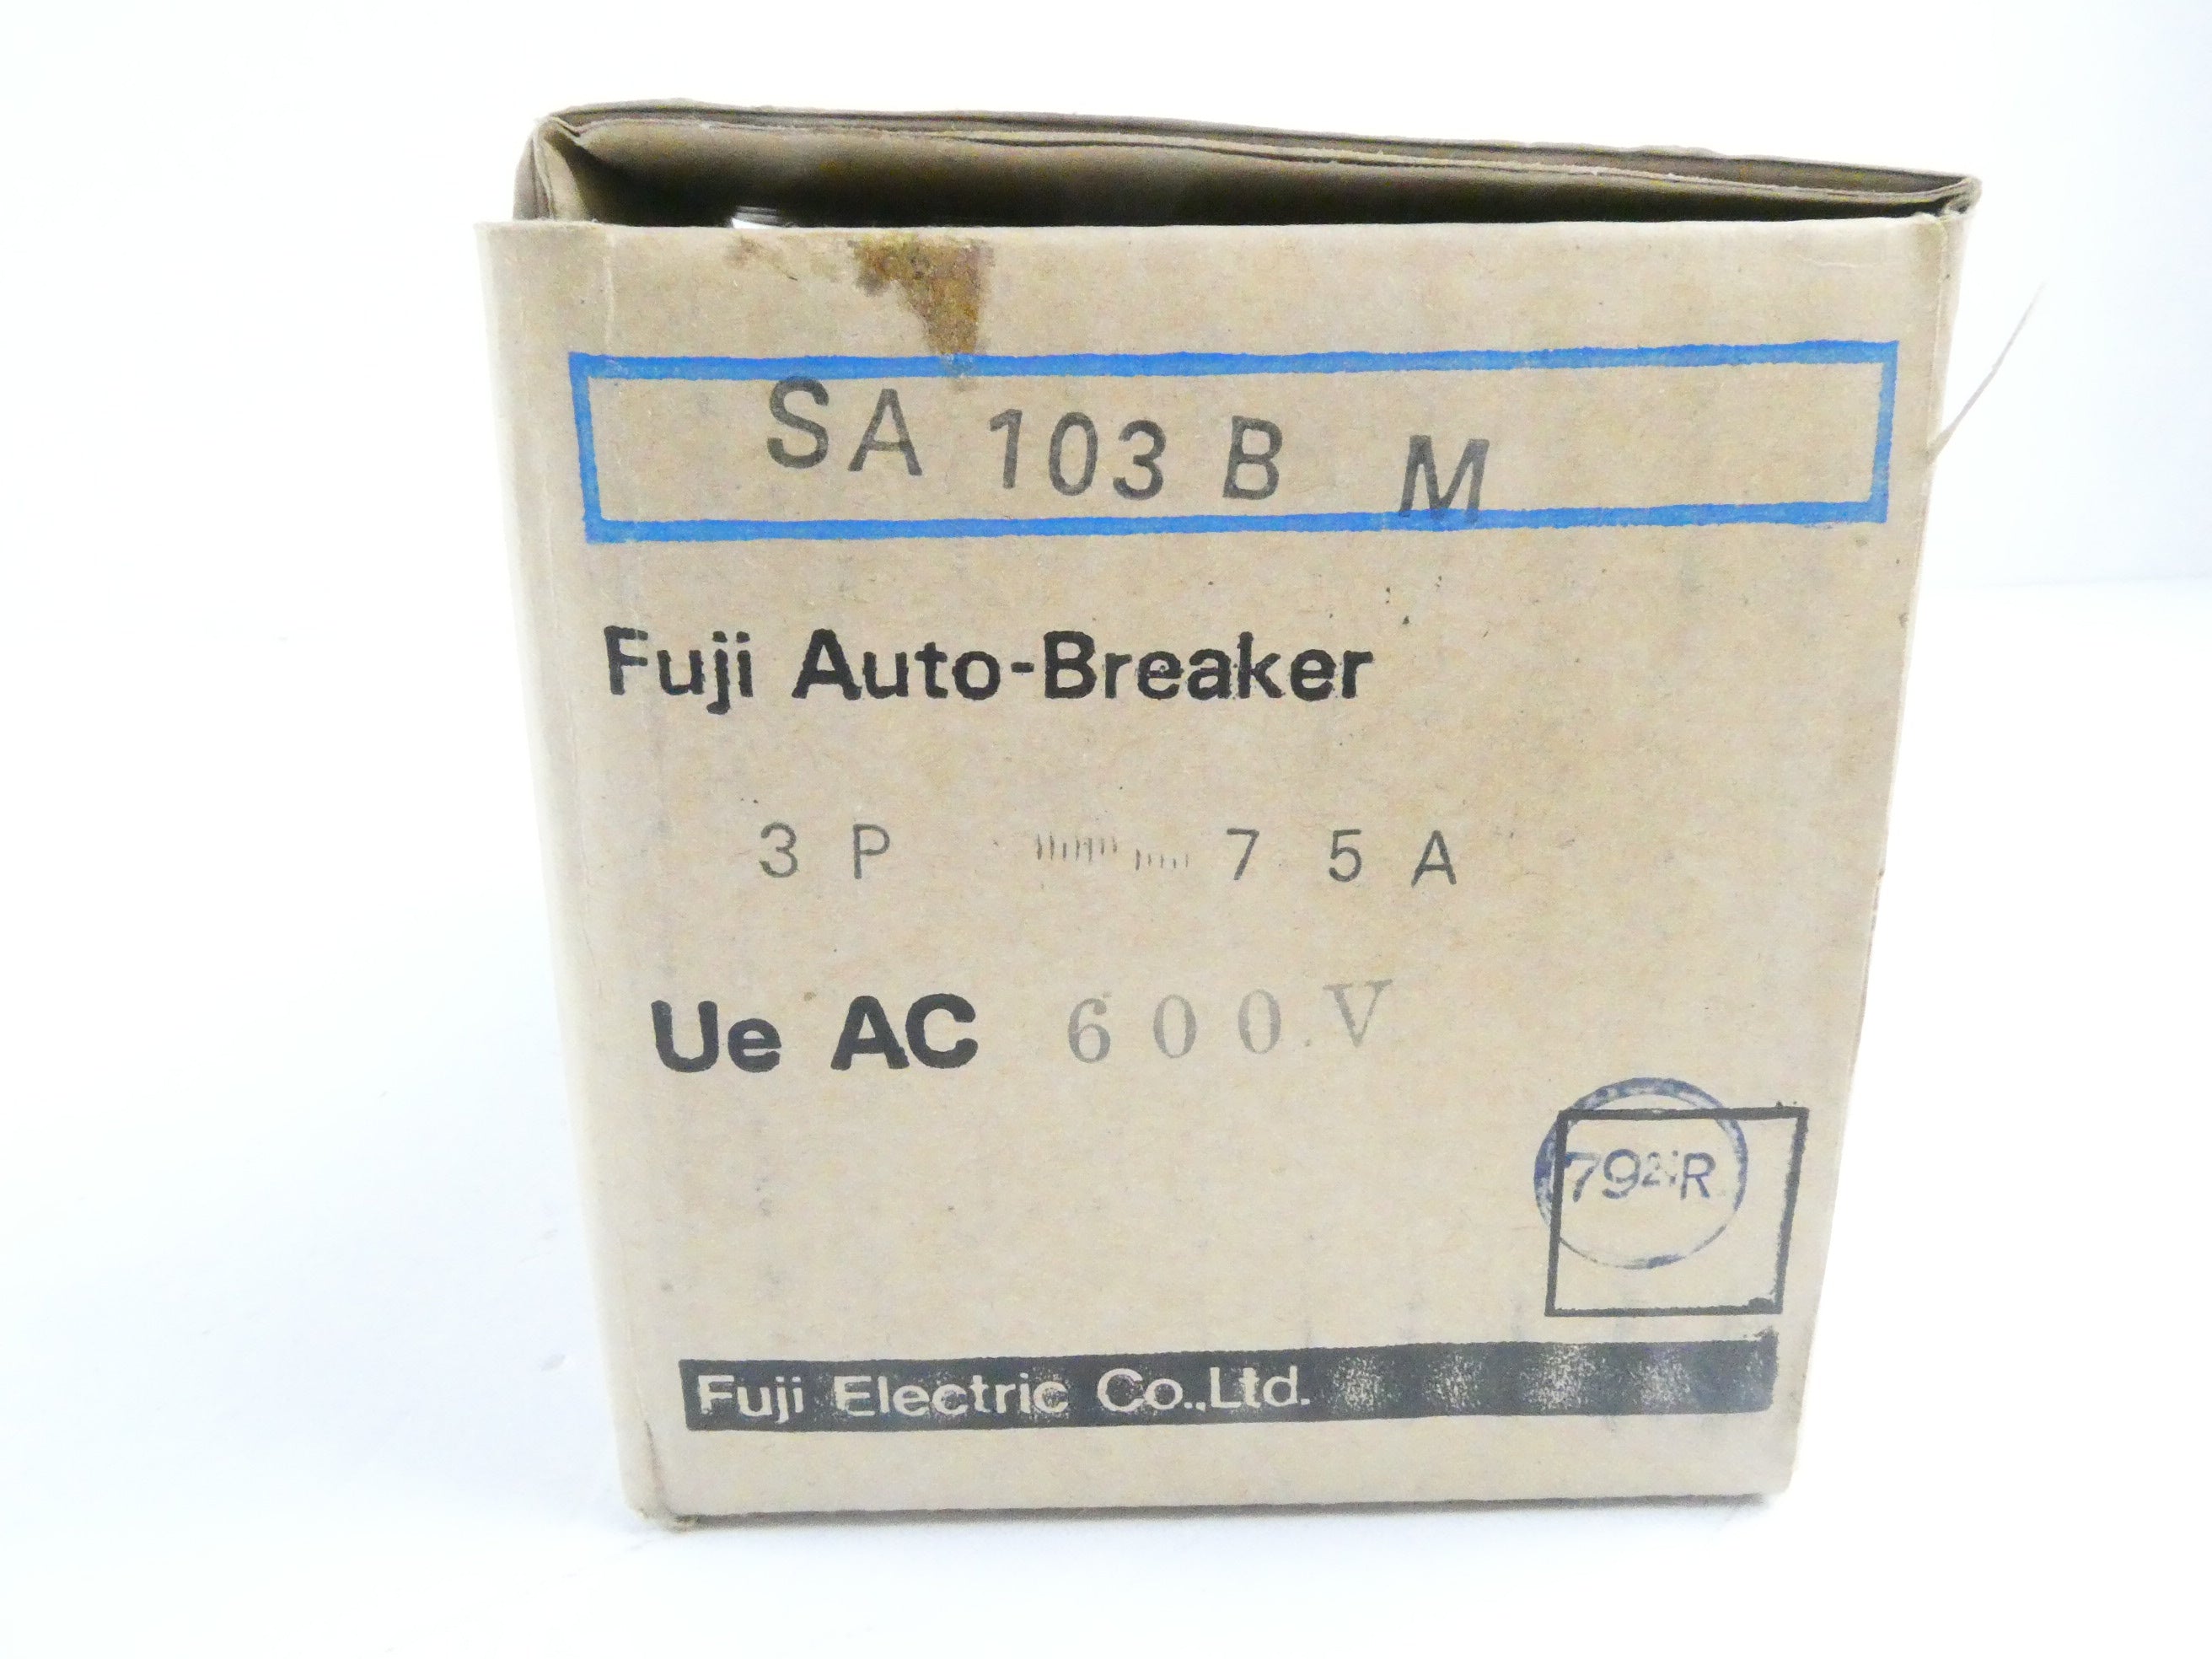 SA 103 B M
Fuji Auto-Breaker
3 P 7 5 A
Ue AC 600 V
Fuji Electric Co.,Ltd.